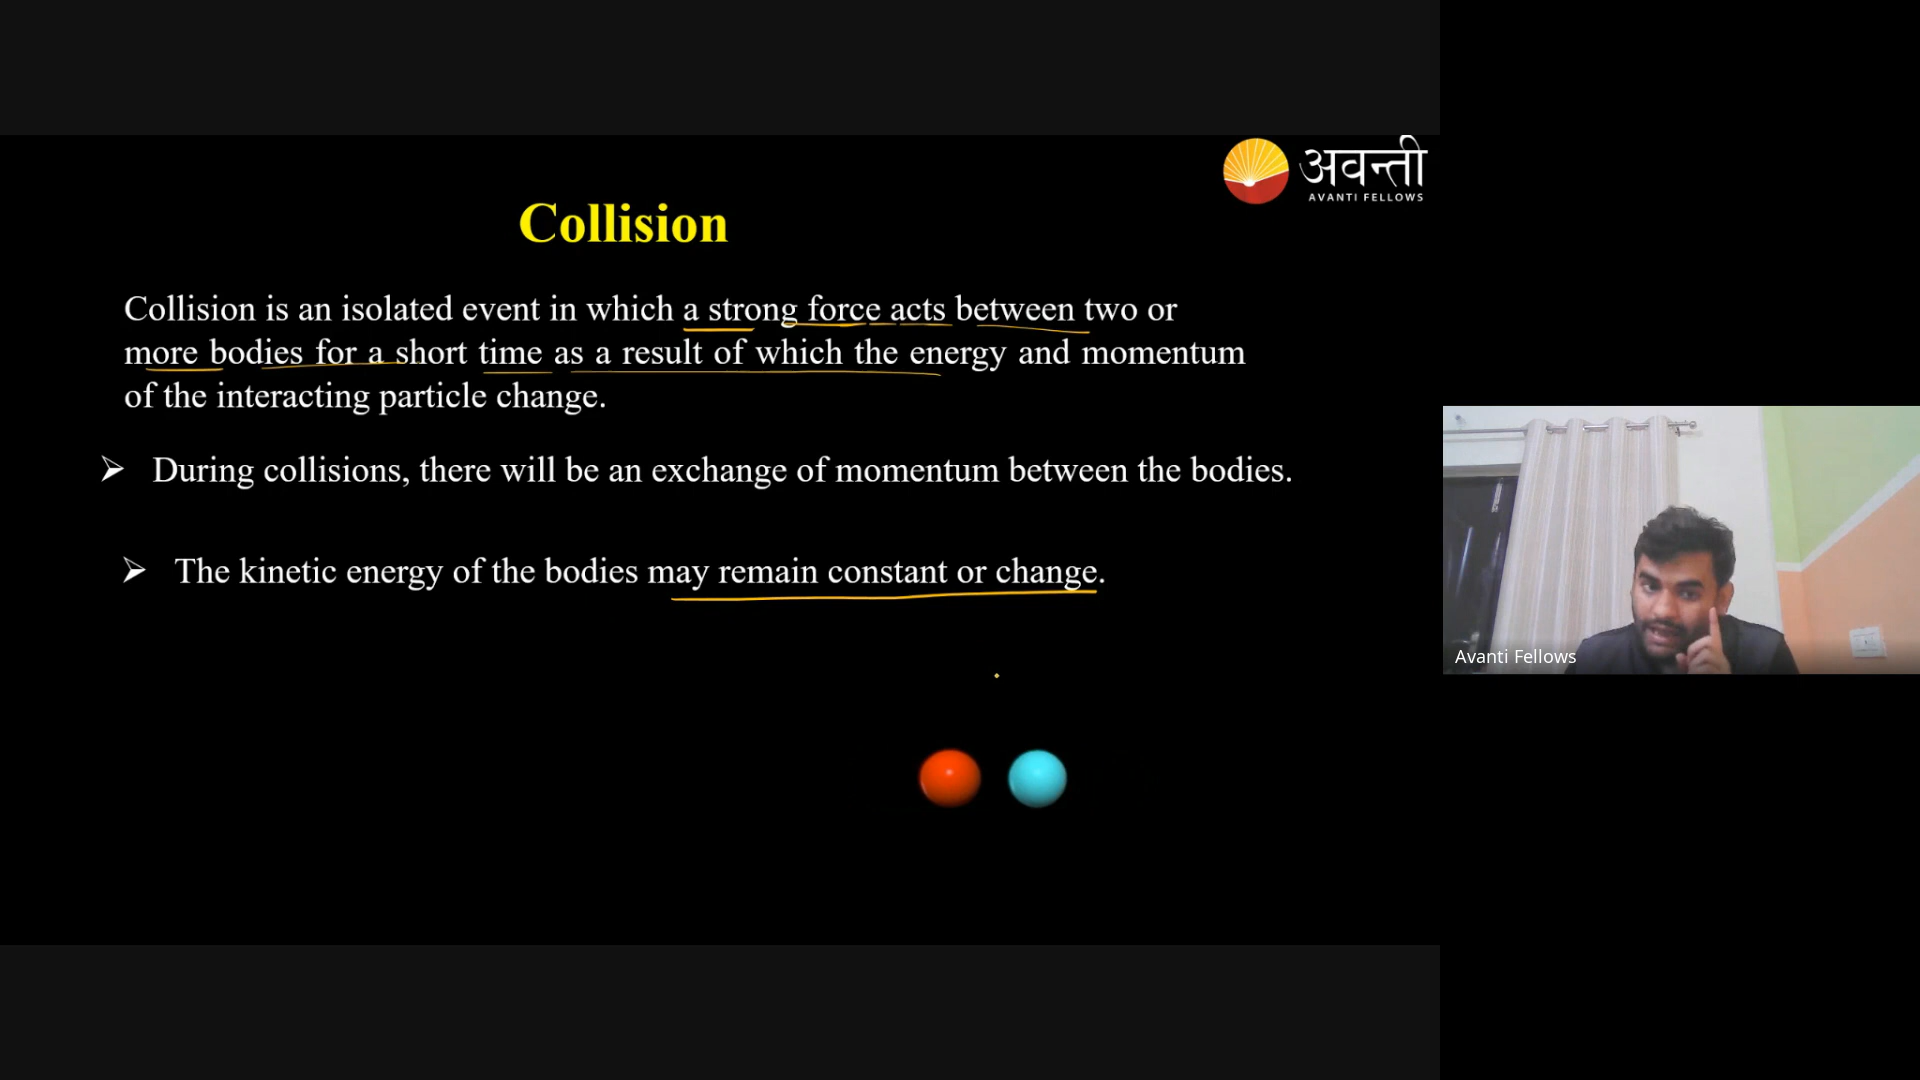 अवन्ती
AVANTI FELLOWS
Collision
Collision is an isolated event in which a strong force acts between two or
more bodies for a short time as a result of which the energy and momentum
of the interacting particle change.
➢ During collisions, there will be an exchange of momentum between the bodies.
➢ The kinetic energy of the bodies may remain constant or change.
Avanti Fellows